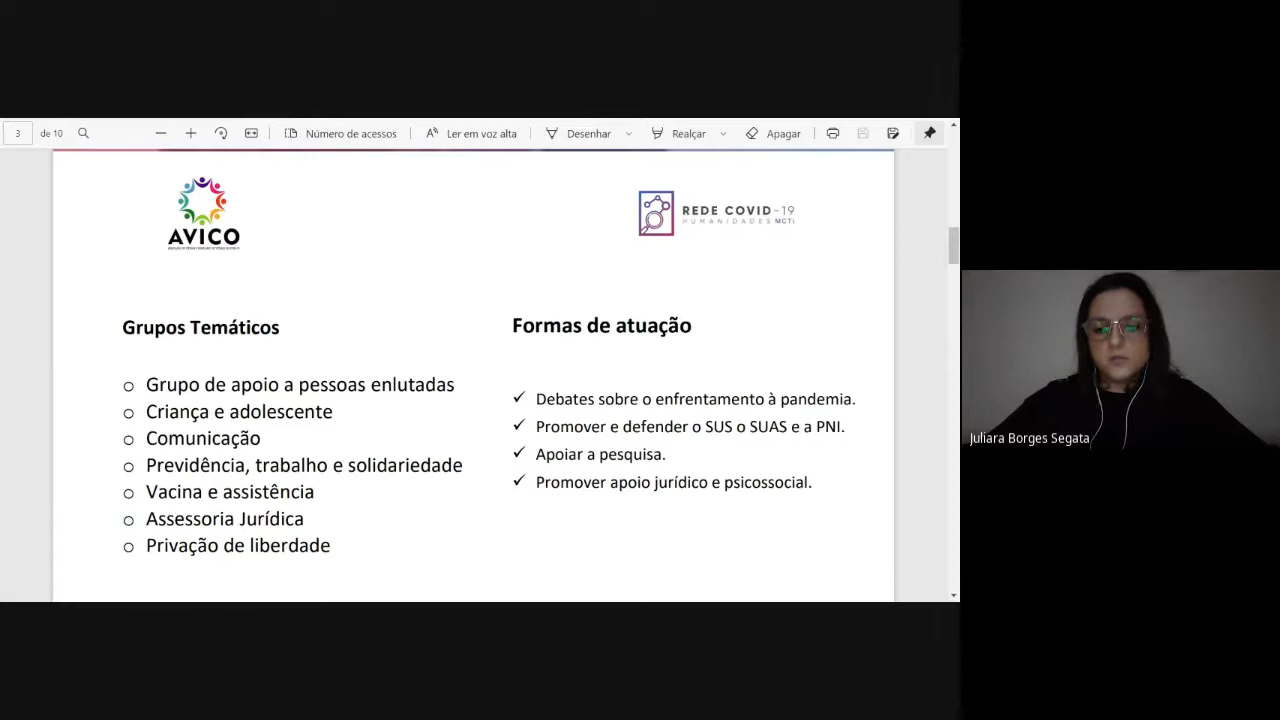 3 de 10 Número de acessos Ler em voz alta Desenhar Realçar Apagar
AVICO
REDE COVID-19
HUMANIDADES MCTI
Grupos Temáticos
o Grupo de apoio a pessoas enlutadas
o Criança e adolescente
o Comunicação
o Previdência, trabalho e solidariedade
o Vacina e assistência
o Assessoria Jurídica
o Privação de liberdade
Formas de atuação
✓ Debates sobre o enfrentamento à pandemia.
✓ Promover e defender o SUS o SUAS e a PNI.
✓ Apoiar a pesquisa.
✓ Promover apoio jurídico e psicossocial.
Juliara Borges Segata